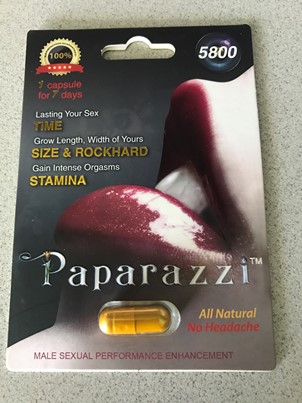 5800
100%
1 capsule
for 7 days
Lasting Your Sex
TIME
Grow Length, Width of Yours
SIZE & ROCKHARD
Gain Intense Orgasms
STAMINA
Paparazzi™
All Natural
No Headache
MALE SEXUAL PERFORMANCE ENHANCEMENT